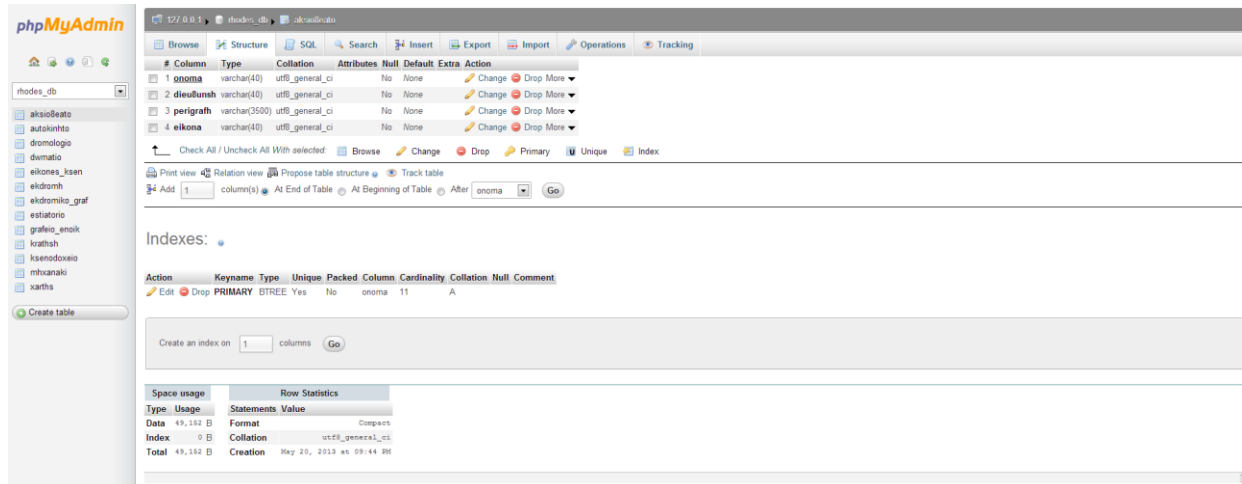 phpMyAdmin
127.0.0.1 rhodes_db aksio8eato
Browse Structure SQL Search Insert Export Import Operations Tracking
rhodes_db
aksio8eato
autokinhto
dromologio
dwmatio
eikones_ksen
ekdromh
ekdromiko_graf
estiatorio
grafeio_enoik
krathsh
ksenodoxeio
mhxanaki
xarths
Create table
# Column Type Collation Attributes Null Default Extra Action
1 onoma varchar(40) utf8_general_ci No None Change Drop More
2 dieu8unsh varchar(40) utf8_general_ci No None Change Drop More
3 perigrafh varchar(3500) utf8_general_ci No None Change Drop More
4 eikona varchar(40) utf8_general_ci No None Change Drop More
Check All / Uncheck All With selected: Browse Change Drop Primary U Unique Index
Print view Relation view Propose table structure Track table
Add 1 column(s) At End of Table At Beginning of Table After onoma Go
Indexes:
Action Keyname Type Unique Packed Column Cardinality Collation Null Comment
Edit Drop PRIMARY BTREE Yes No onoma 11 A
Create an index on 1 columns Go
Space usage
Type Usage
Data 49,152 B
Index 0 B
Total 49,152 B
Row Statistics
Statements Value
Format Compact
Collation utf8_general_ci
Creation May 20, 2013 at 09:44 PM